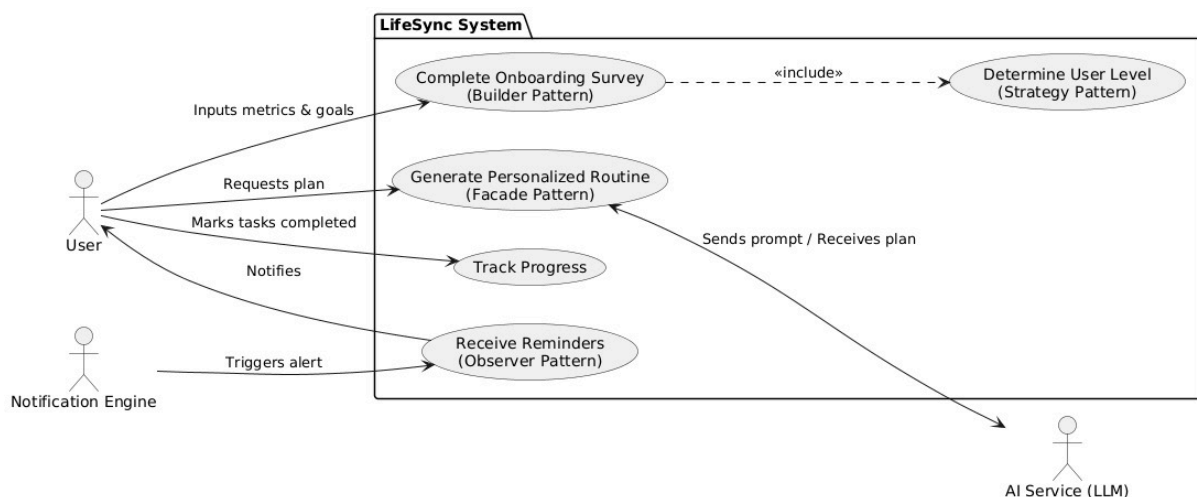 LifeSync System
Complete Onboarding Survey
(Builder Pattern)
«include»
Determine User Level
(Strategy Pattern)
Inputs metrics & goals
Generate Personalized Routine
(Facade Pattern)
Requests plan
Marks tasks completed
User
Sends prompt / Receives plan
Track Progress
Notifies
Receive Reminders
(Observer Pattern)
Triggers alert
Notification Engine
AI Service (LLM)